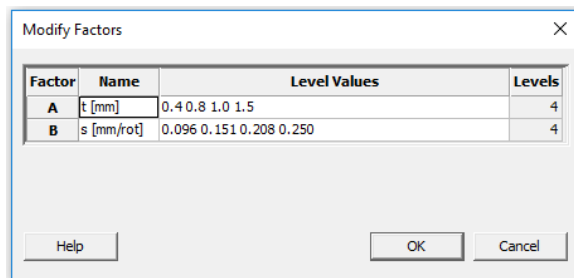 Modify Factors
Factor Name Level Values Levels
A t [mm] 0.4 0.8 1.0 1.5 4
B s [mm/rot] 0.096 0.151 0.208 0.250 4
Help OK Cancel